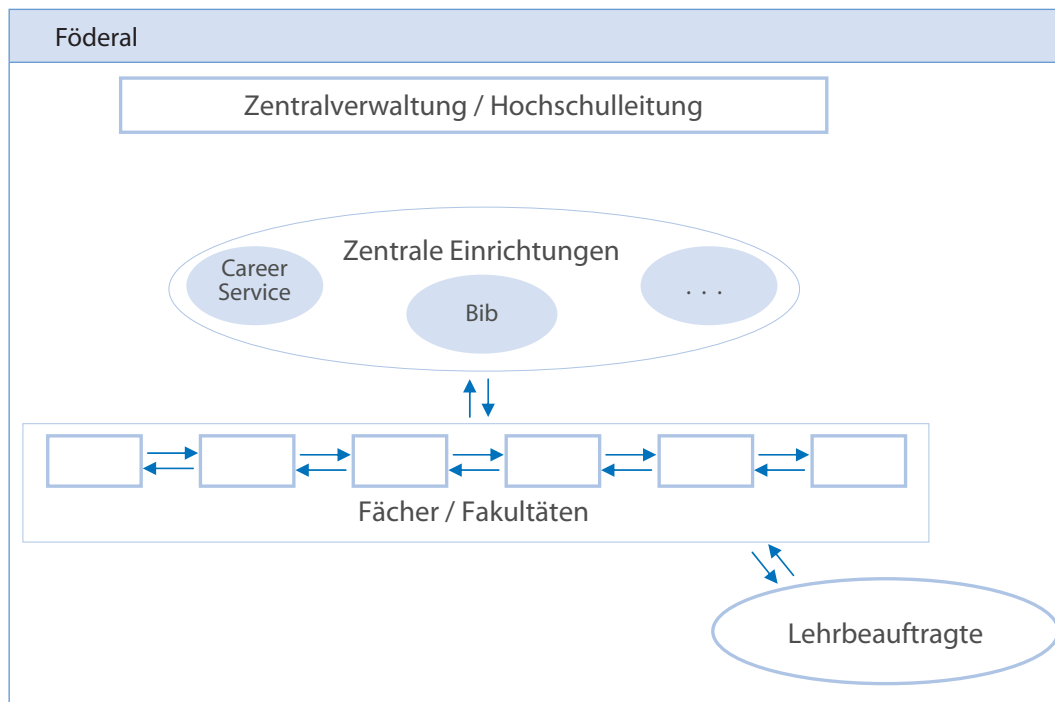 Föderal
Zentralverwaltung / Hochschulleitung
Zentrale Einrichtungen
Career
Service
Bib
. . .
Fächer / Fakultäten
Lehrbeauftragte